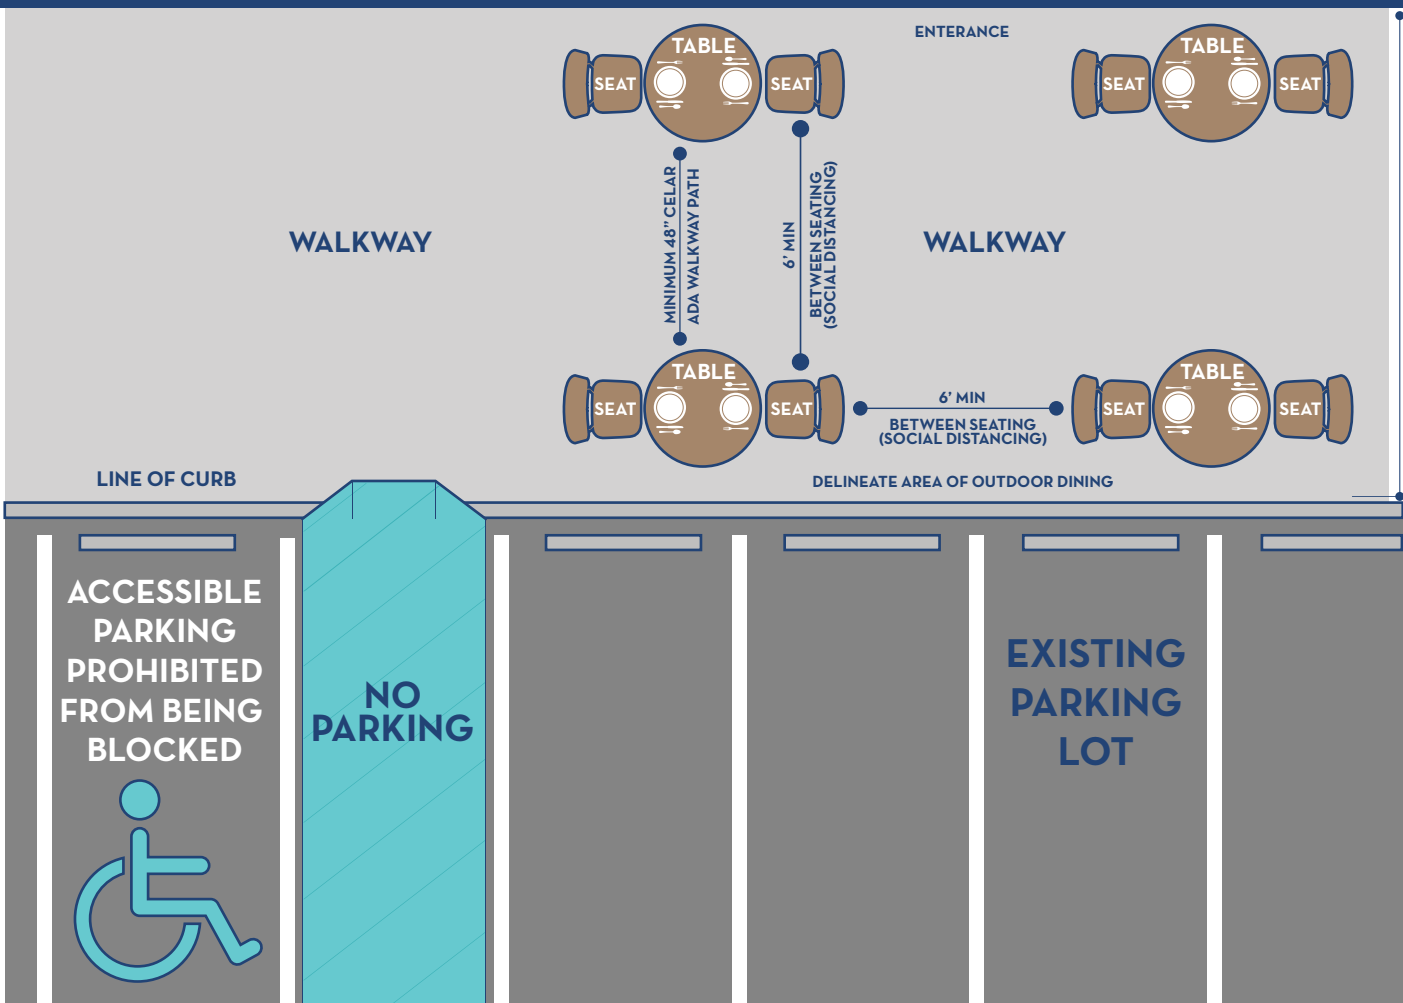 ENTERANCE
TABLE
SEAT
SEAT
TABLE
SEAT
SEAT
MINIMUM 48" CELAR
ADA WALKWAY PATH
6' MIN
BETWEEN SEATING
(SOCIAL DISTANCING)
WALKWAY
WALKWAY
TABLE
SEAT
SEAT
6' MIN
BETWEEN SEATING
(SOCIAL DISTANCING)
TABLE
SEAT
SEAT
LINE OF CURB
DELINEATE AREA OF OUTDOOR DINING
ACCESSIBLE
PARKING
PROHIBITED
FROM BEING
BLOCKED
NO
PARKING
EXISTING
PARKING
LOT